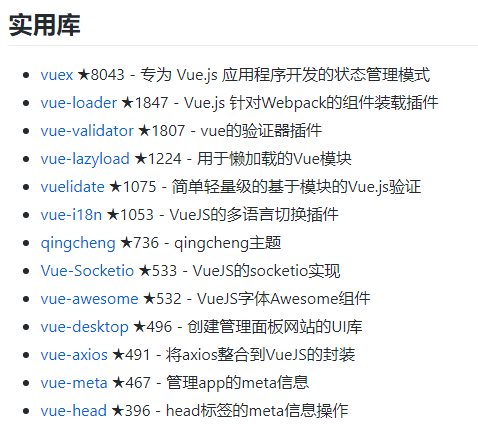 实用库
vuex ★8043 - 专为 Vue.js 应用程序开发的状态管理模式
vue-loader ★1847 - Vue.js 针对Webpack的组件装载插件
vue-validator ★1807 - vue的验证器插件
vue-lazyload ★1224 - 用于懒加载的Vue模块
vuelidate ★1075 - 简单轻量级的基于模块的Vue.js验证
vue-i18n ★1053 - VueJS的多语言切换插件
qingcheng ★736 - qingcheng主题
Vue-Socketio ★533 - VueJS的socketio实现
vue-awesome ★532 - VueJS字体Awesome组件
vue-desktop ★496 - 创建管理面板网站的UI库
vue-axios ★491 - 将axios整合到VueJS的封装
vue-meta ★467 - 管理app的meta信息
vue-head ★396 - head标签的meta信息操作